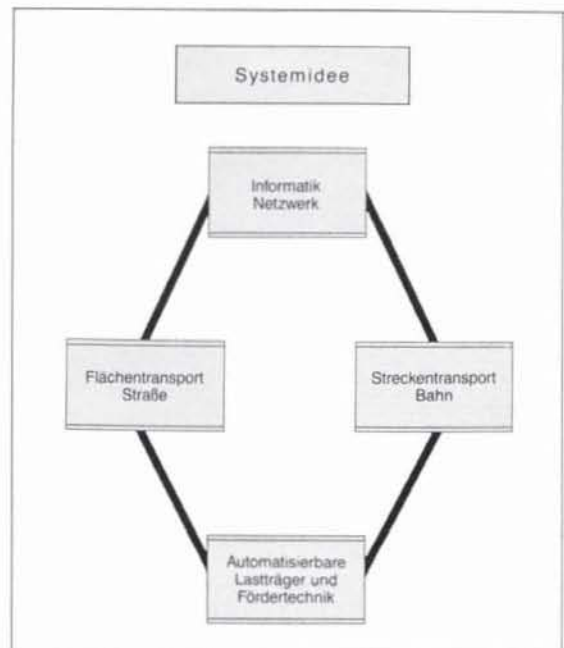 Systemidee
Informatik
Netzwerk
Flächentransport
Straße
Streckentransport
Bahn
Automatisierbare
Lastträger und
Fördertechnik